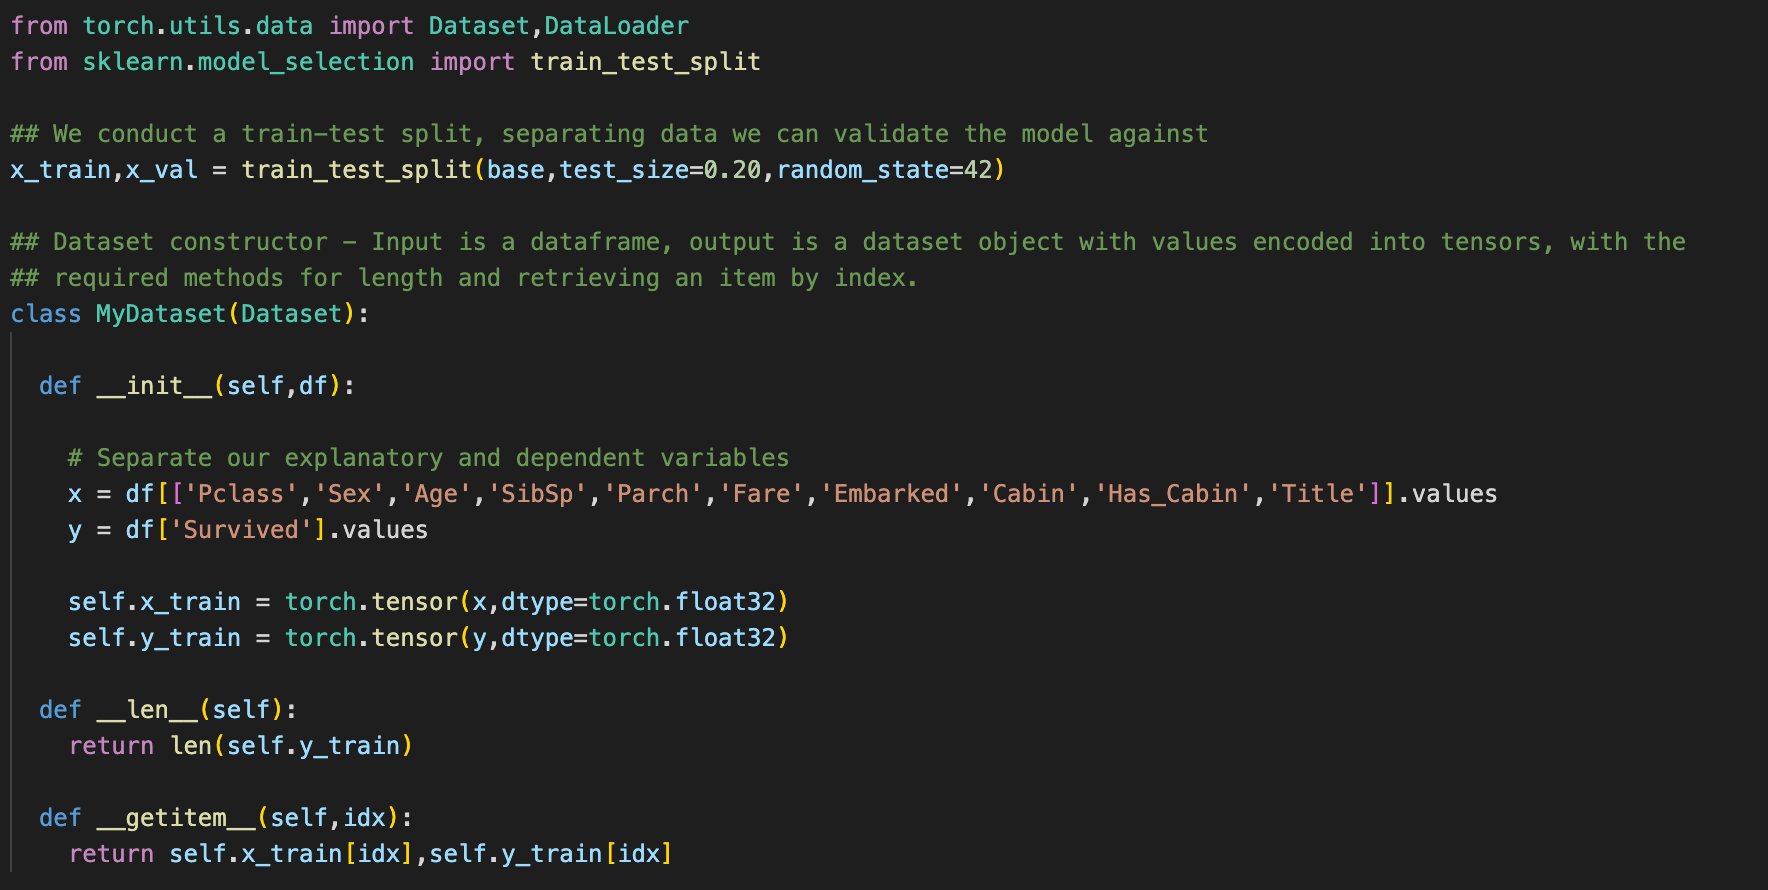 from torch.utils.data import Dataset,DataLoader
from sklearn.model_selection import train_test_split
## We conduct a train-test split, separating data we can validate the model against
x_train,x_val = train_test_split(base,test_size=0.20,random_state=42)
## Dataset constructor - Input is a dataframe, output is a dataset object with values encoded into tensors, with the
## required methods for length and retrieving an item by index.
class MyDataset(Dataset):
def __init__(self,df):
# Separate our explanatory and dependent variables
x = df[['Pclass','Sex','Age','SibSp','Parch','Fare','Embarked','Cabin','Has_Cabin','Title']].values
y = df['Survived'].values
self.x_train = torch.tensor(x,dtype=torch.float32)
self.y_train = torch.tensor(y,dtype=torch.float32)
def __len__(self):
return len(self.y_train)
def __getitem__(self,idx):
return self.x_train[idx],self.y_train[idx]